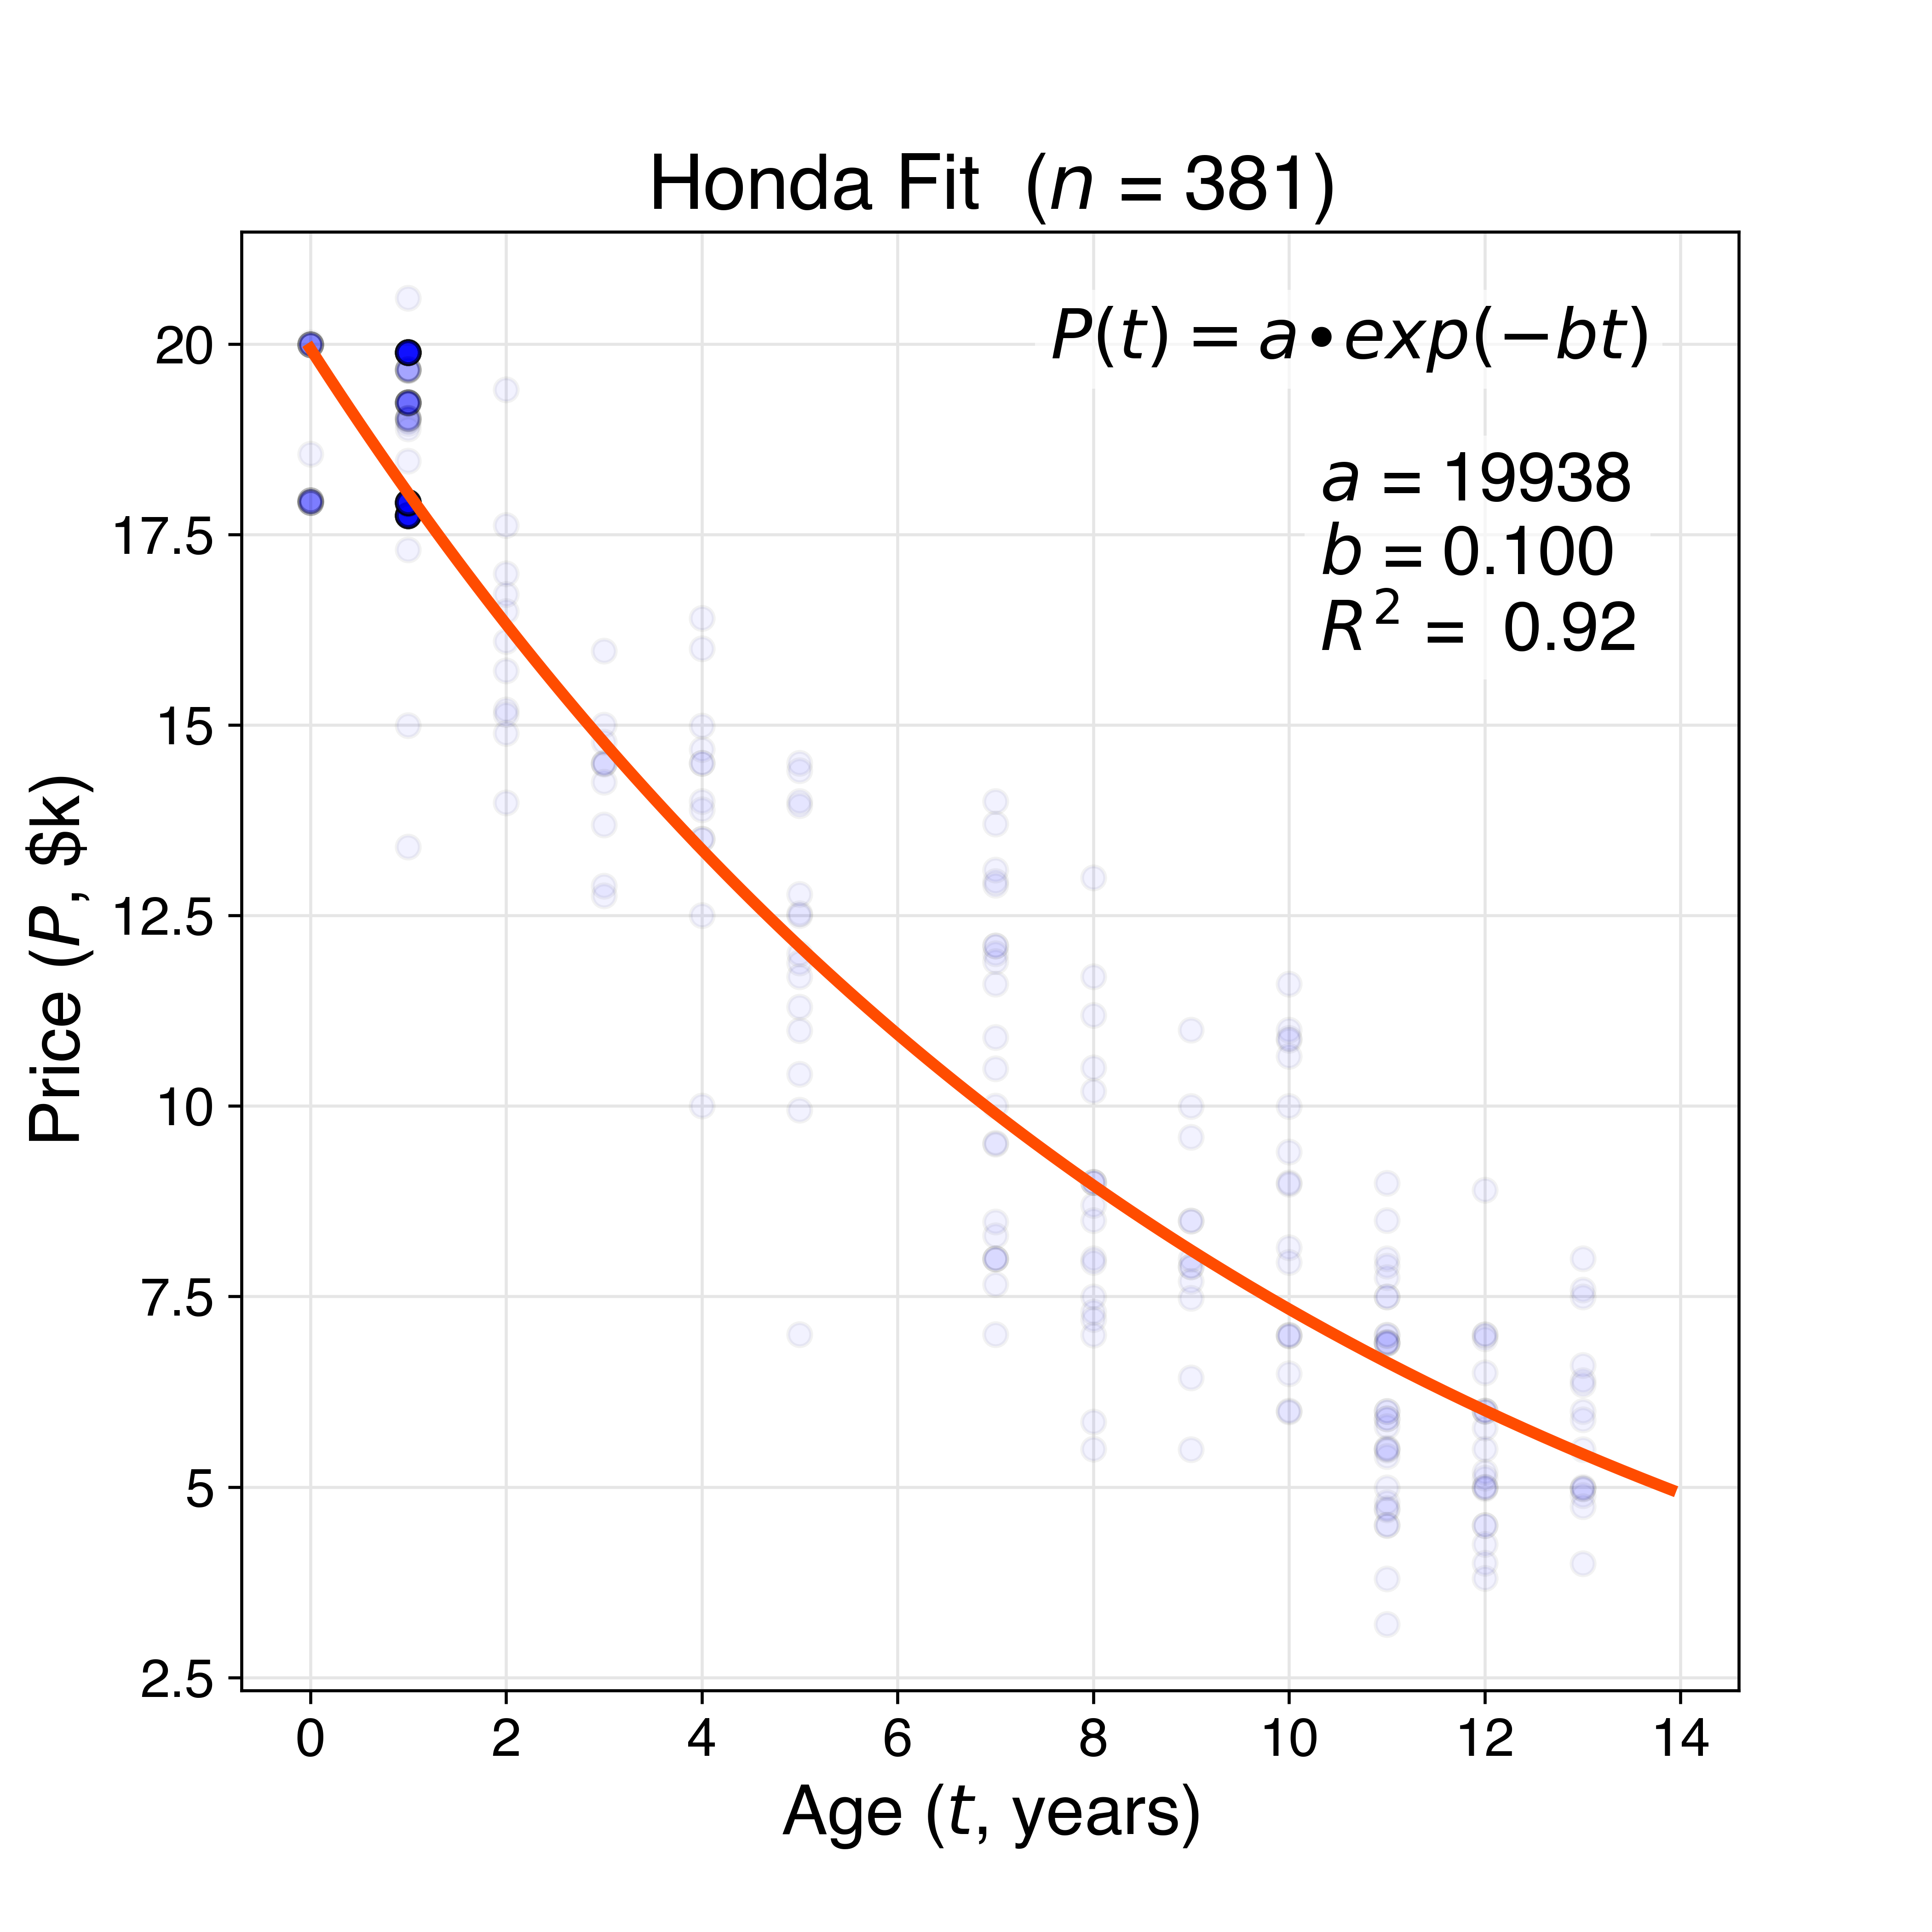 Honda Fit (n = 381)
P(t) = a•exp(−bt)
a = 19938
b = 0.100
R² = 0.92
Price (P, $k)
20
17.5
15
12.5
10
7.5
5
2.5
0 2 4 6 8 10 12 14
Age (t, years)